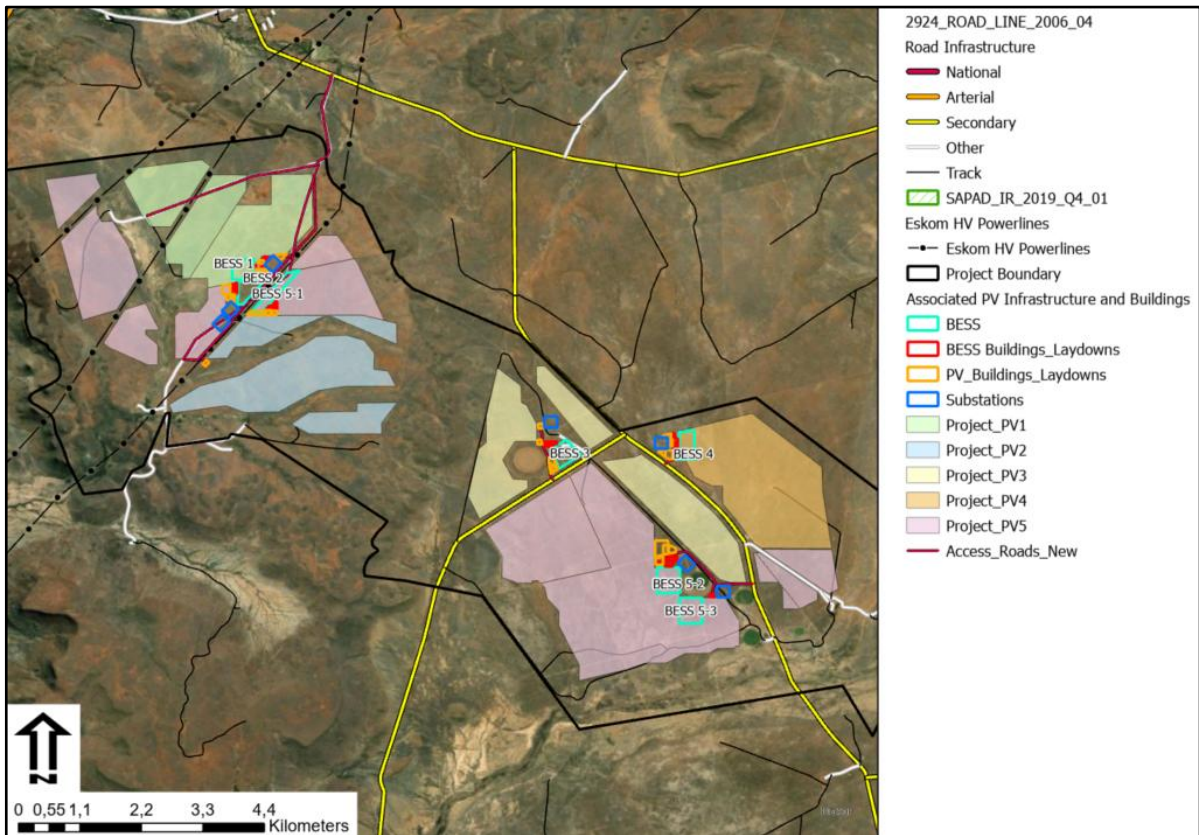 BESS 1
BESS 2
BESS 5-1
BESS 3
BESS 4
BESS 5-2
BESS 5-3
N
0 0,55 1,1 2,2 3,3 4,4
Kilometers
2924_ROAD_LINE_2006_04
Road Infrastructure
National
Arterial
Secondary
Other
Track
SAPAD_IR_2019_Q4_01
Eskom HV Powerlines
Eskom HV Powerlines
Project Boundary
Associated PV Infrastructure and Buildings
BESS
BESS Buildings_Laydowns
PV_Buildings_Laydowns
Substations
Project_PV1
Project_PV2
Project_PV3
Project_PV4
Project_PV5
Access_Roads_New